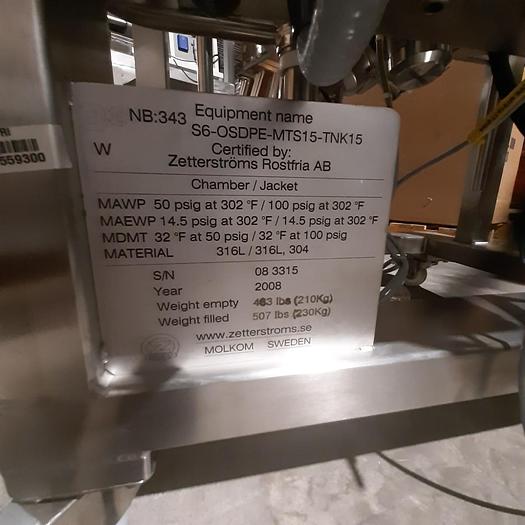 NB:343 Equipment name
S6-OSDPE-MTS15-TNK15
W Certified by:
Zetterströms Rostfria AB
Chamber / Jacket
MAWP 50 psig at 302 °F / 100 psig at 302 °F
MAEWP 14.5 psig at 302 °F / 14.5 psig at 302 °F
MDMT 32 °F at 50 psig / 32 °F at 100 psig
MATERIAL 316L / 316L, 304
S/N 08 3315
Year 2008
Weight empty 463 lbs (210Kg)
Weight filled 507 lbs (230Kg)
www.zetterstroms.se
MOLKOM SWEDEN
RI
559300